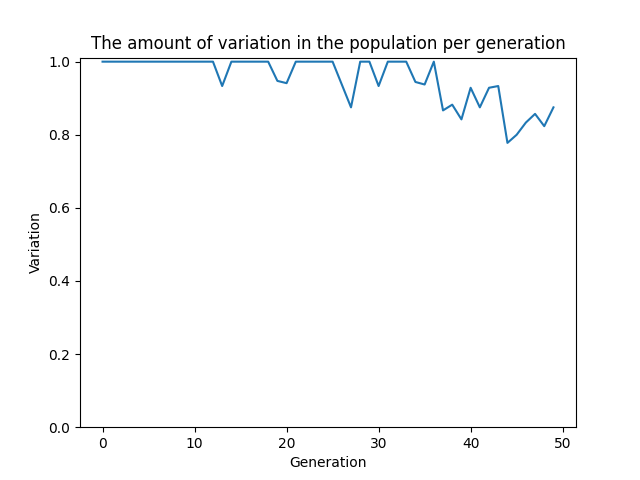 The amount of variation in the population per generation
1.0
0.8
0.6
0.4
0.2
0.0
Variation
0 10 20 30 40 50
Generation